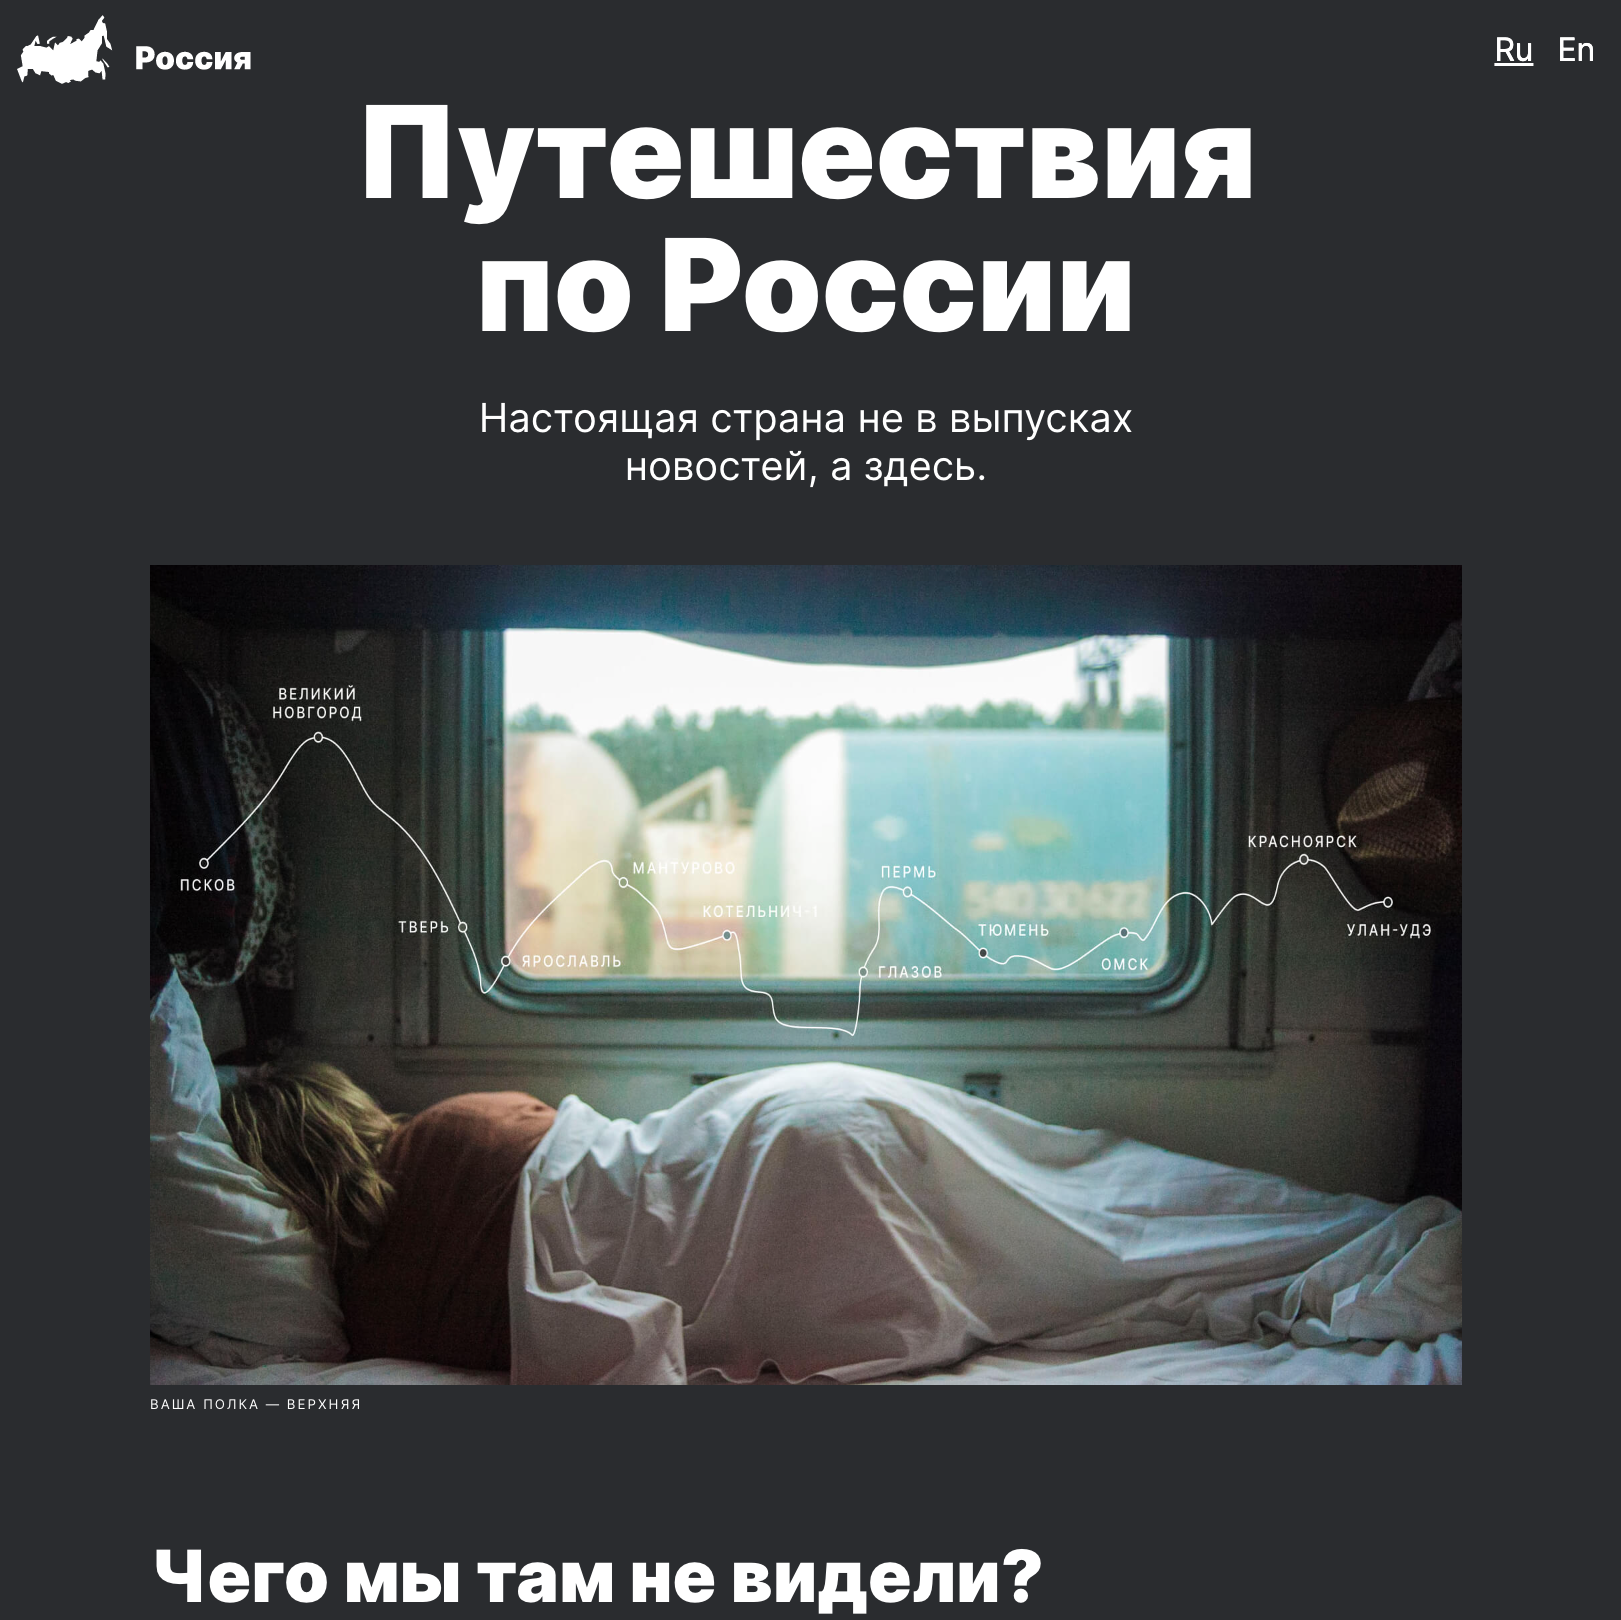 Россия
Ru En
Путешествия
по России
Настоящая страна не в выпусках
новостей, а здесь.
ВЕЛИКИЙ
НОВГОРОД
ПСКОВ
ТВЕРЬ
ЯРОСЛАВЛЬ
МАНТУРОВО
КОТЕЛЬНИЧ-1
ПЕРМЬ
ГЛАЗОВ
ТЮМЕНЬ
ОМСК
КРАСНОЯРСК
УЛАН-УДЭ
ВАША ПОЛКА — ВЕРХНЯЯ
Чего мы там не видели?